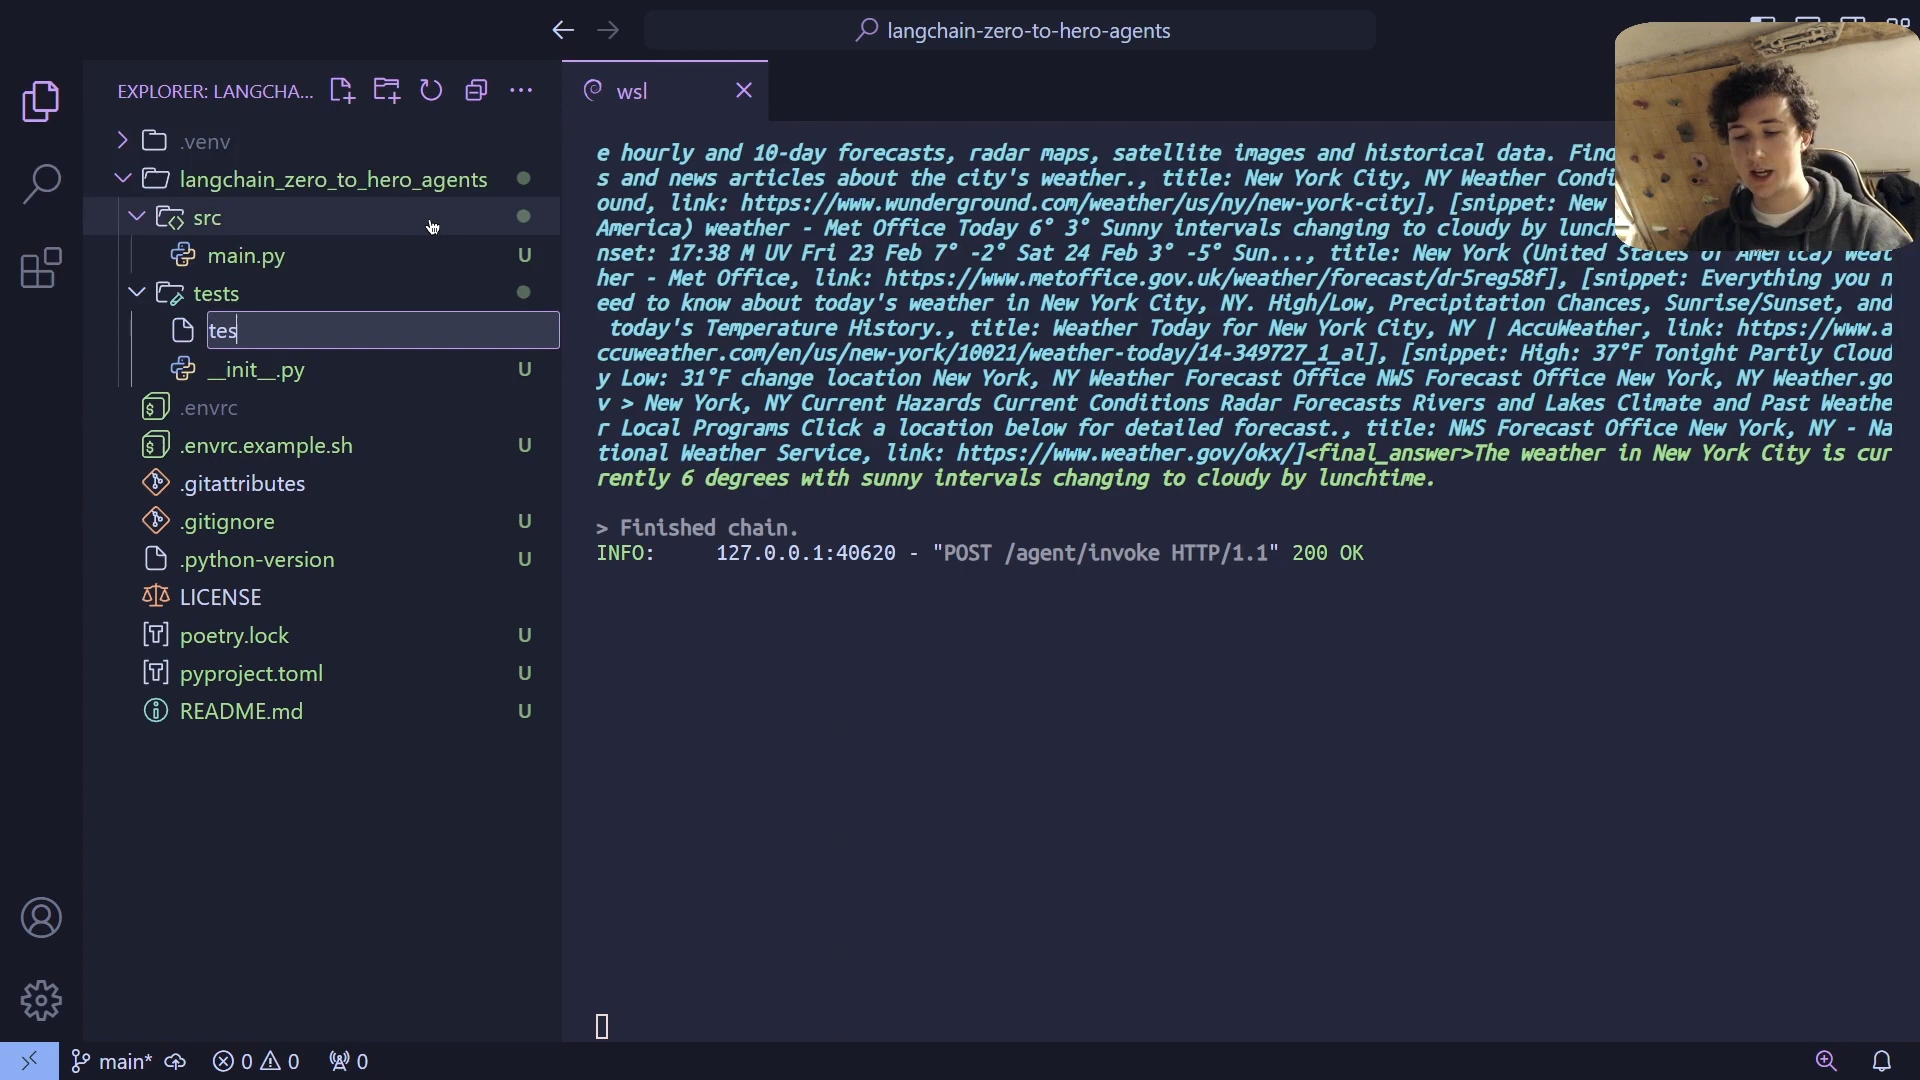 langchain-zero-to-hero-agents
EXPLORER: LANGCHA...
wsl
.venv
langchain_zero_to_hero_agents
src
main.py U
tests
tes
__init__.py U
.envrc
.envrc.example.sh U
.gitattributes
.gitignore U
.python-version U
LICENSE
poetry.lock U
pyproject.toml U
README.md U
e hourly and 10-day forecasts, radar maps, satellite images and historical data. Find
s and news articles about the city's weather., title: New York City, NY Weather Condi
ound, link: https://www.wunderground.com/weather/us/ny/new-york-city], [snippet: New
America) weather - Met Office Today 6° 3° Sunny intervals changing to cloudy by lunch
nset: 17:38 M UV Fri 23 Feb 7° -2° Sat 24 Feb 3° -5° Sun..., title: New York (United States of America) weat
her - Met Office, link: https://www.metoffice.gov.uk/weather/forecast/dr5reg58f], [snippet: Everything you n
eed to know about today's weather in New York City, NY. High/Low, Precipitation Chances, Sunrise/Sunset, and
today's Temperature History., title: Weather Today for New York City, NY | AccuWeather, link: https://www.a
ccuweather.com/en/us/new-york/10021/weather-today/14-349727_1_al], [snippet: High: 37°F Tonight Partly Cloud
y Low: 31°F change location New York, NY Weather Forecast Office NWS Forecast Office New York, NY Weather.go
v > New York, NY Current Hazards Current Conditions Radar Forecasts Rivers and Lakes Climate and Past Weathe
r Local Programs Click a location below for detailed forecast., title: NWS Forecast Office New York, NY - Na
tional Weather Service, link: https://www.weather.gov/okx/]<final_answer>The weather in New York City is cur
rently 6 degrees with sunny intervals changing to cloudy by lunchtime.
> Finished chain.
INFO: 127.0.0.1:40620 - "POST /agent/invoke HTTP/1.1" 200 OK
main* 0 0 0